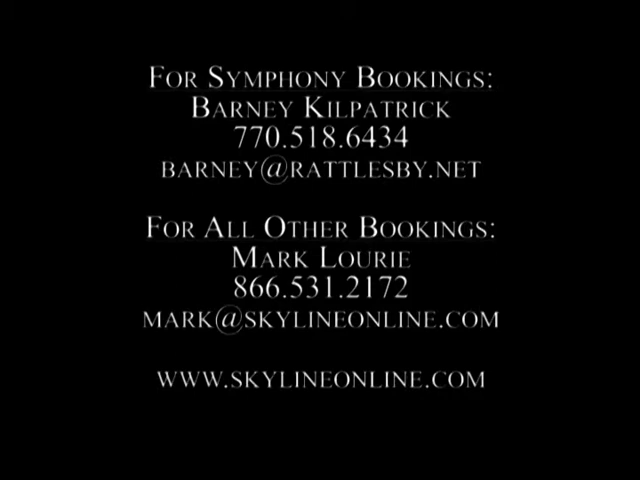 For Symphony Bookings:
Barney Kilpatrick
770.518.6434
barney@rattlesby.net
For All Other Bookings:
Mark Lourie
866.531.2172
mark@skylineonline.com
www.skylineonline.com